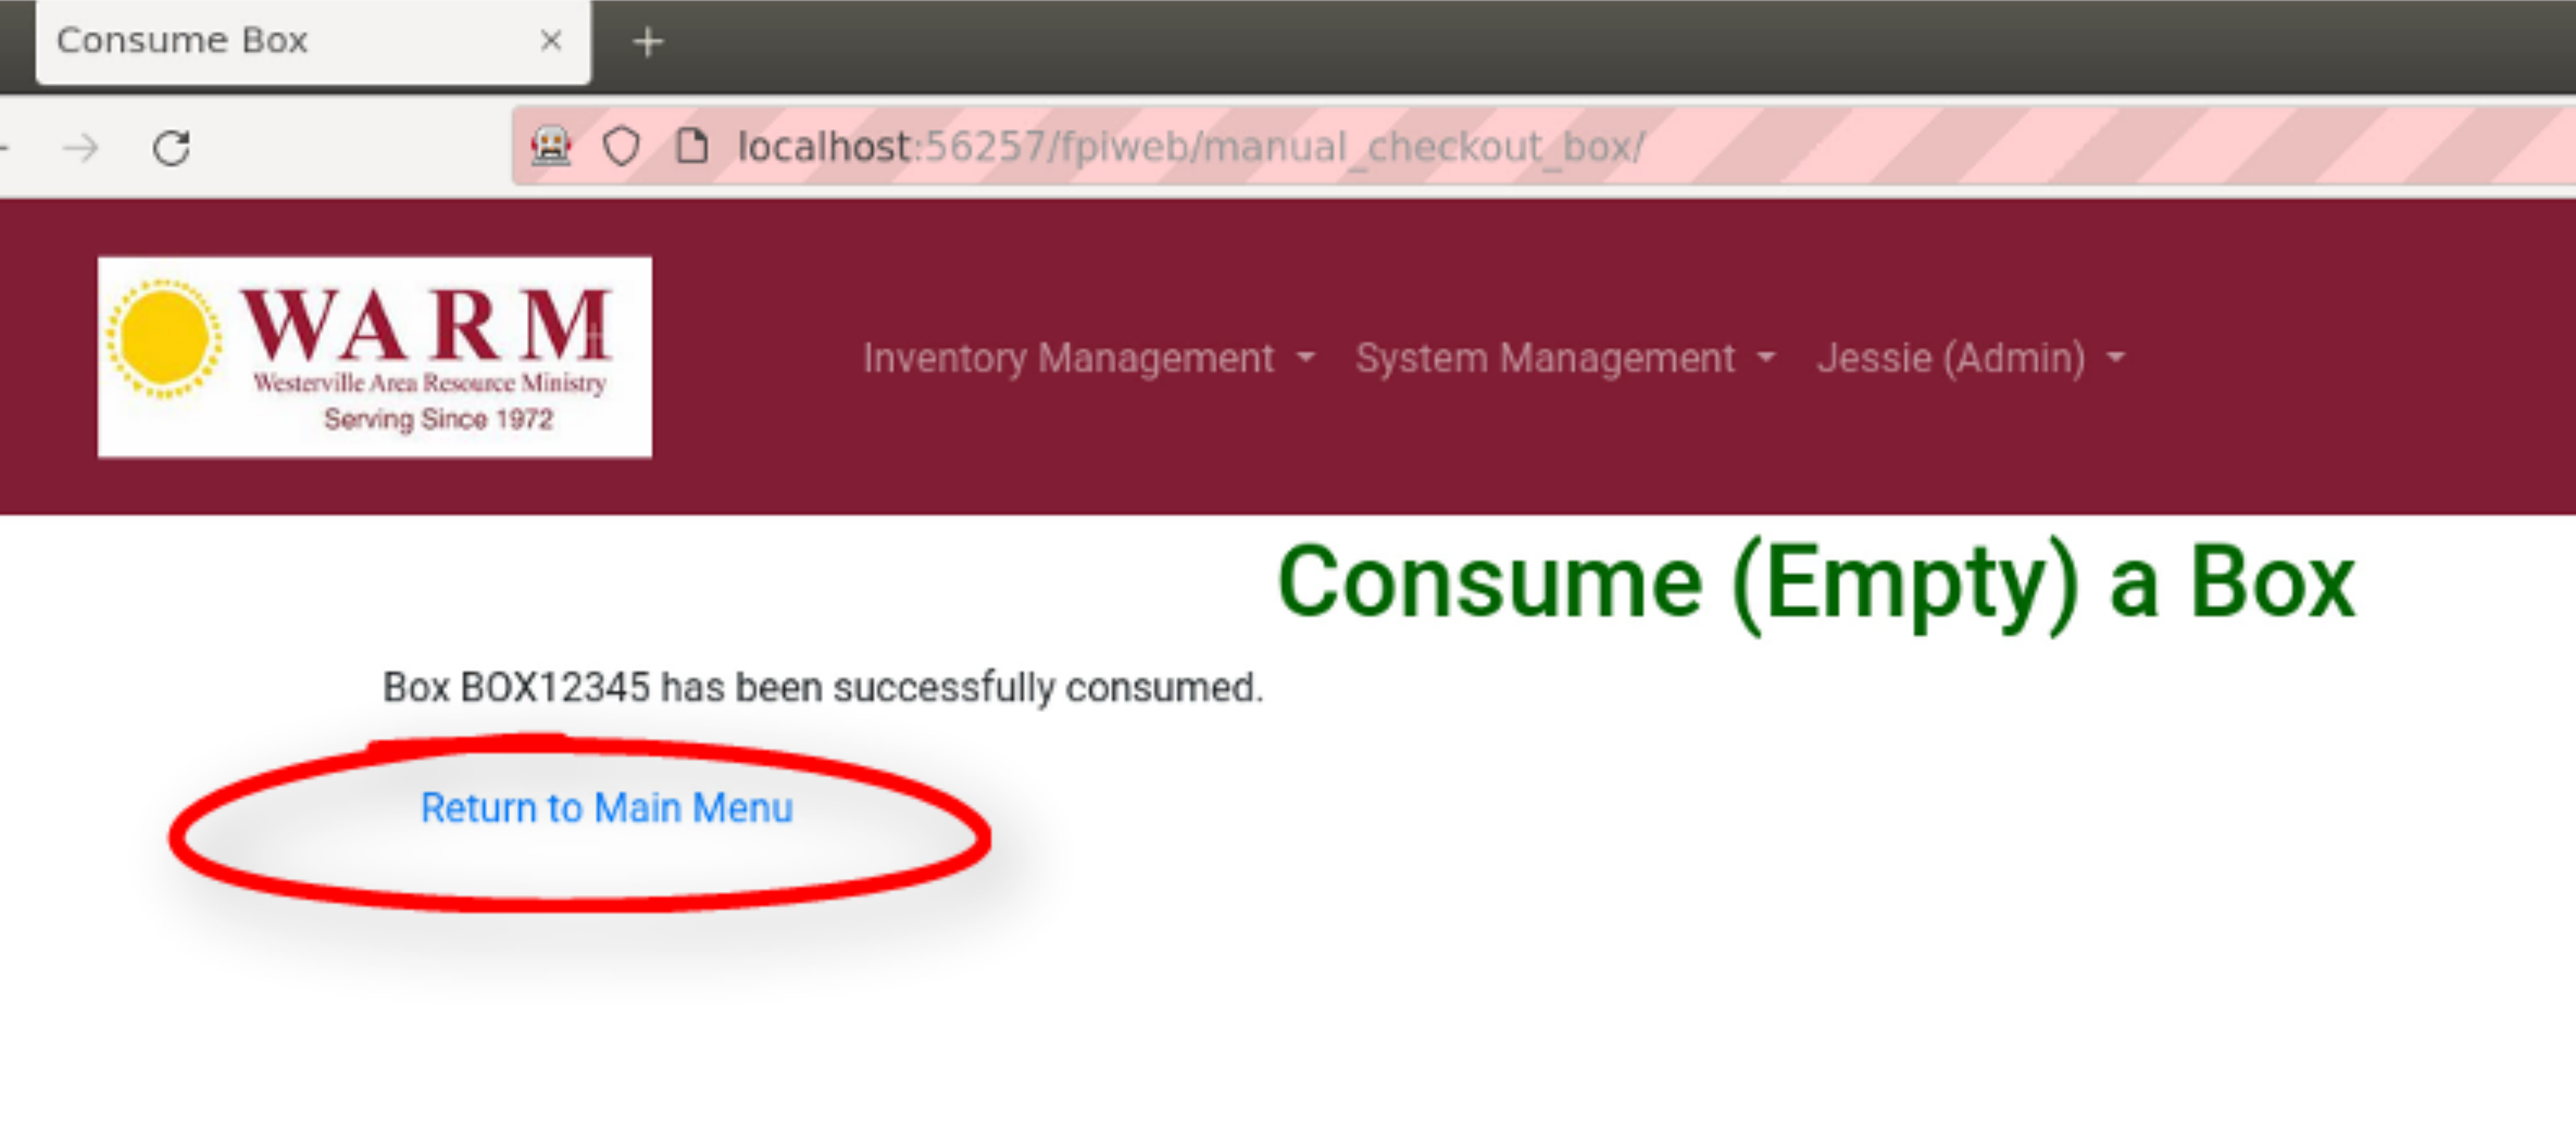 Consume Box
localhost:56257/fpiweb/manual_checkout_box/
WARM
Westerville Area Resource Ministry
Serving Since 1972
Inventory Management System Management Jessie (Admin)
Consume (Empty) a Box
Box BOX12345 has been successfully consumed.
Return to Main Menu